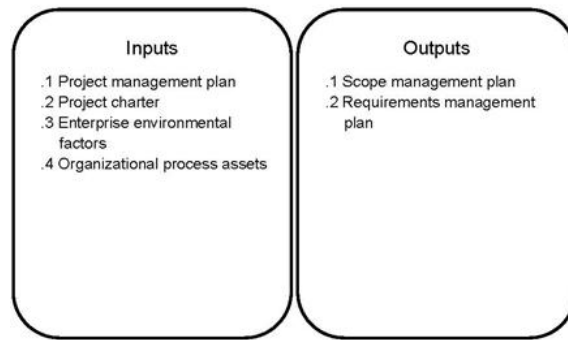 Inputs
.1 Project management plan
.2 Project charter
.3 Enterprise environmental
factors
.4 Organizational process assets
Outputs
.1 Scope management plan
.2 Requirements management
plan